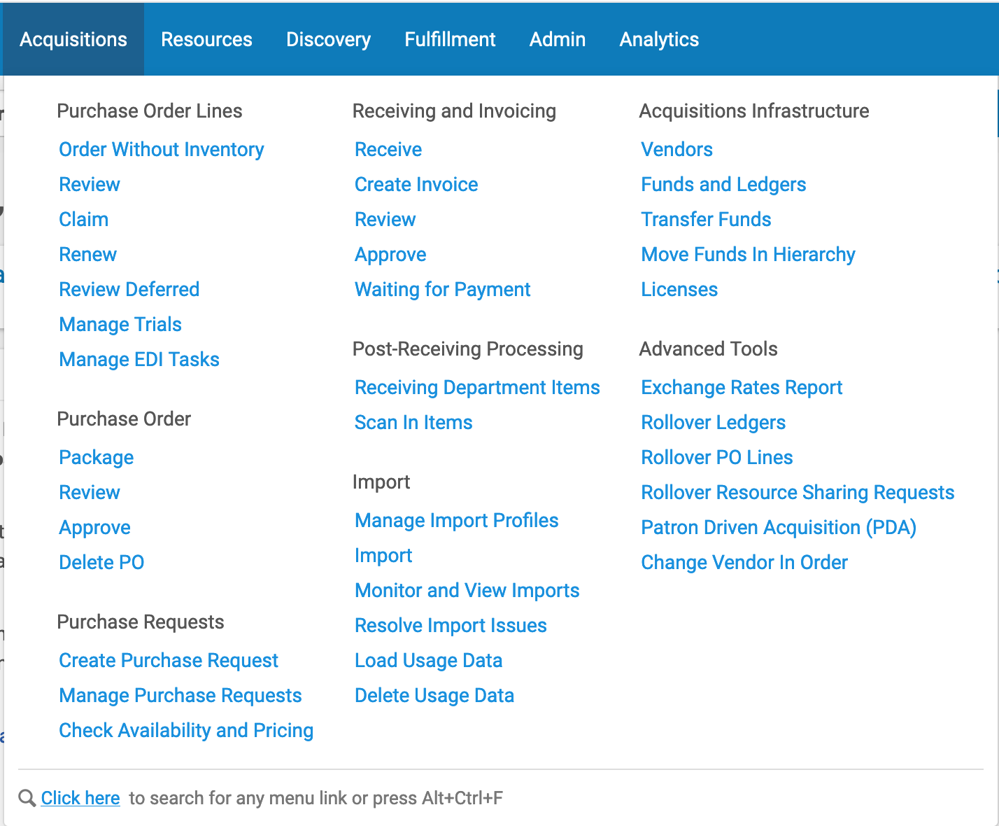 Acquisitions Resources Discovery Fulfillment Admin Analytics
Purchase Order Lines
Order Without Inventory
Review
Claim
Renew
Review Deferred
Manage Trials
Manage EDI Tasks
Purchase Order
Package
Review
Approve
Delete PO
Purchase Requests
Create Purchase Request
Manage Purchase Requests
Check Availability and Pricing
Receiving and Invoicing
Receive
Create Invoice
Review
Approve
Waiting for Payment
Post-Receiving Processing
Receiving Department Items
Scan In Items
Import
Manage Import Profiles
Import
Monitor and View Imports
Resolve Import Issues
Load Usage Data
Delete Usage Data
Acquisitions Infrastructure
Vendors
Funds and Ledgers
Transfer Funds
Move Funds In Hierarchy
Licenses
Advanced Tools
Exchange Rates Report
Rollover Ledgers
Rollover PO Lines
Rollover Resource Sharing Requests
Patron Driven Acquisition (PDA)
Change Vendor In Order
Click here to search for any menu link or press Alt+Ctrl+F